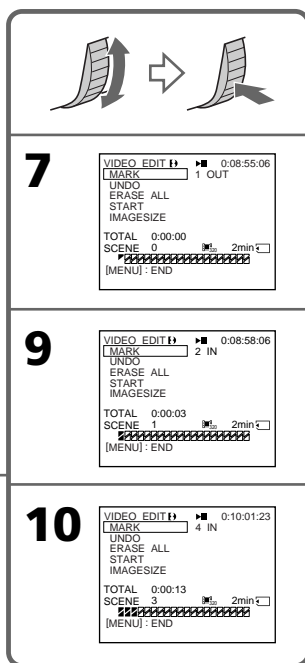 7
VIDEO EDIT 0:08:55:06
MARK 1 OUT
UNDO
ERASE ALL
START
IMAGESIZE
TOTAL 0:00:00
SCENE 0 320 2min
[MENU] : END
9
VIDEO EDIT 0:08:58:06
MARK 2 IN
UNDO
ERASE ALL
START
IMAGESIZE
TOTAL 0:00:03
SCENE 1 320 2min
[MENU] : END
10
VIDEO EDIT 0:10:01:23
MARK 4 IN
UNDO
ERASE ALL
START
IMAGESIZE
TOTAL 0:00:13
SCENE 3 320 2min
[MENU] : END